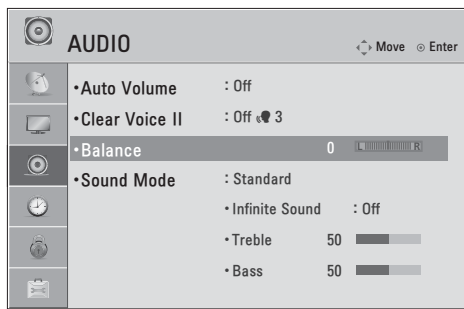 AUDIO Move Enter
•Auto Volume : Off
•Clear Voice II : Off 3
•Balance 0 L R
•Sound Mode : Standard
•Infinite Sound : Off
•Treble 50
•Bass 50